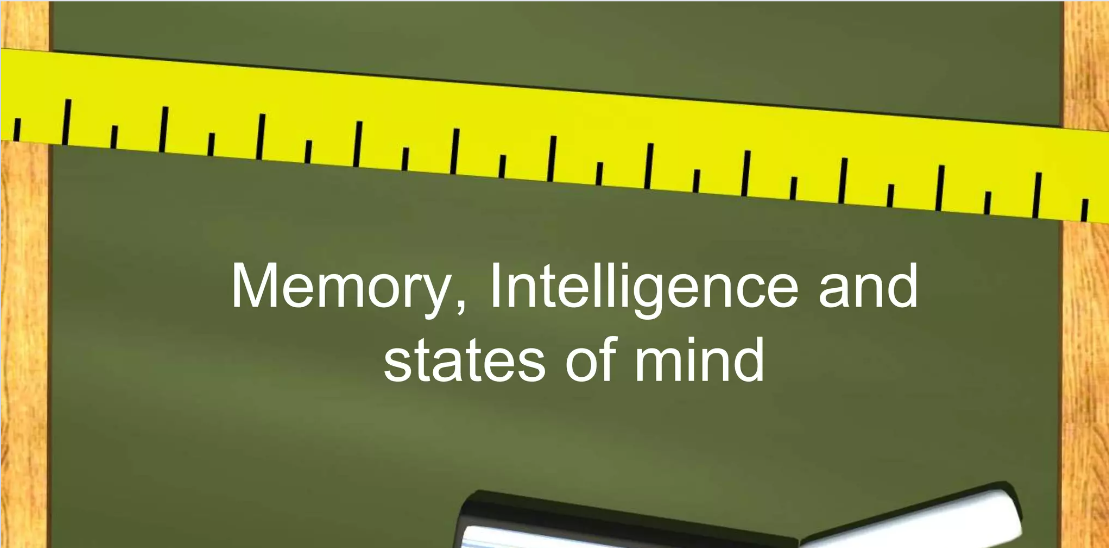 Memory, Intelligence and
states of mind